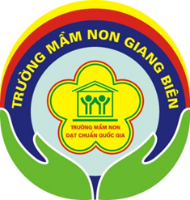 TRƯỜNG MẦM NON GIANG BIÊN
TRƯỜNG MẦM NON
ĐẠT CHUẨN QUỐC GIA